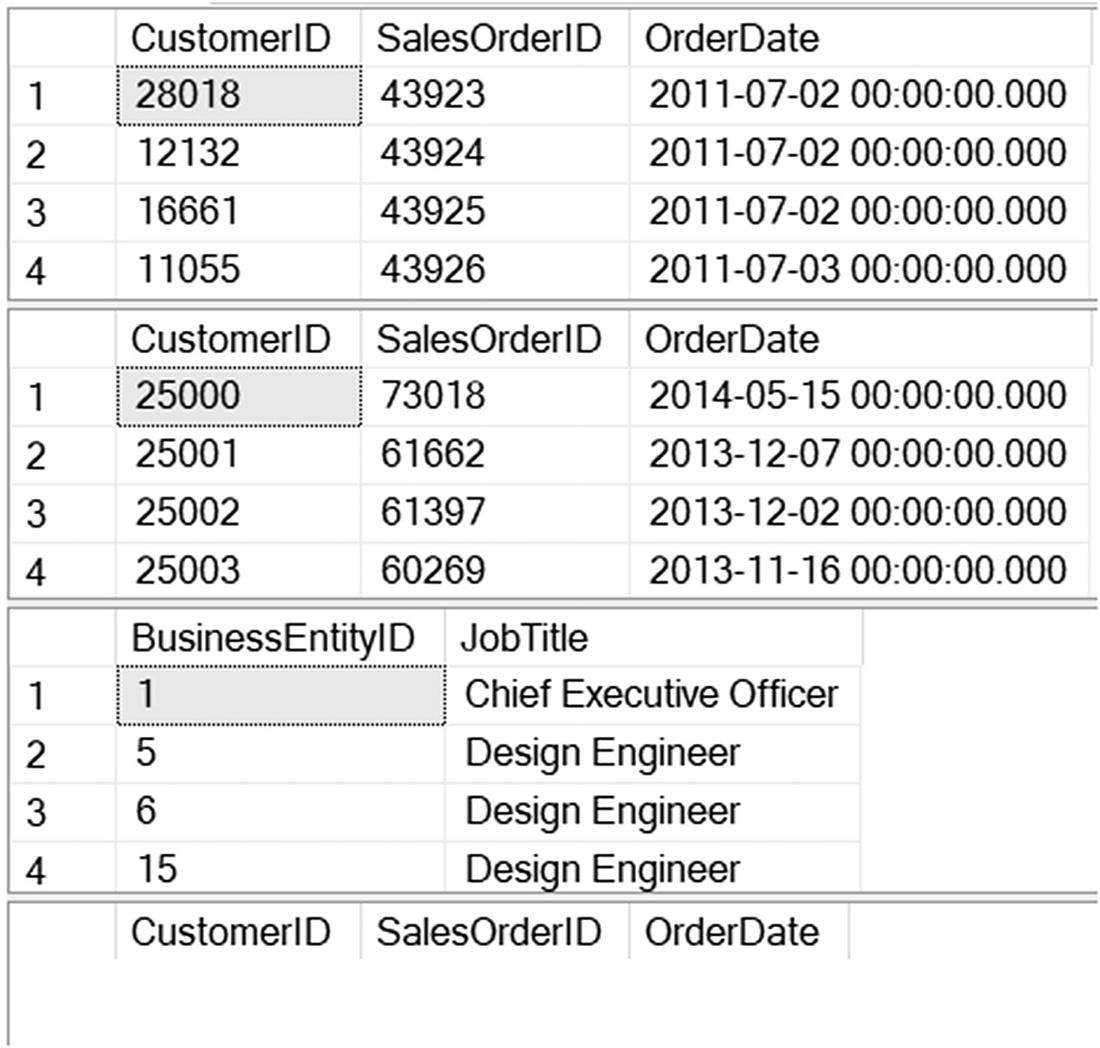 CustomerID SalesOrderID OrderDate
1 28018 43923 2011-07-02 00:00:00.000
2 12132 43924 2011-07-02 00:00:00.000
3 16661 43925 2011-07-02 00:00:00.000
4 11055 43926 2011-07-03 00:00:00.000
CustomerID SalesOrderID OrderDate
1 25000 73018 2014-05-15 00:00:00.000
2 25001 61662 2013-12-07 00:00:00.000
3 25002 61397 2013-12-02 00:00:00.000
4 25003 60269 2013-11-16 00:00:00.000
BusinessEntityID JobTitle
1 1 Chief Executive Officer
2 5 Design Engineer
3 6 Design Engineer
4 15 Design Engineer
CustomerID SalesOrderID OrderDate